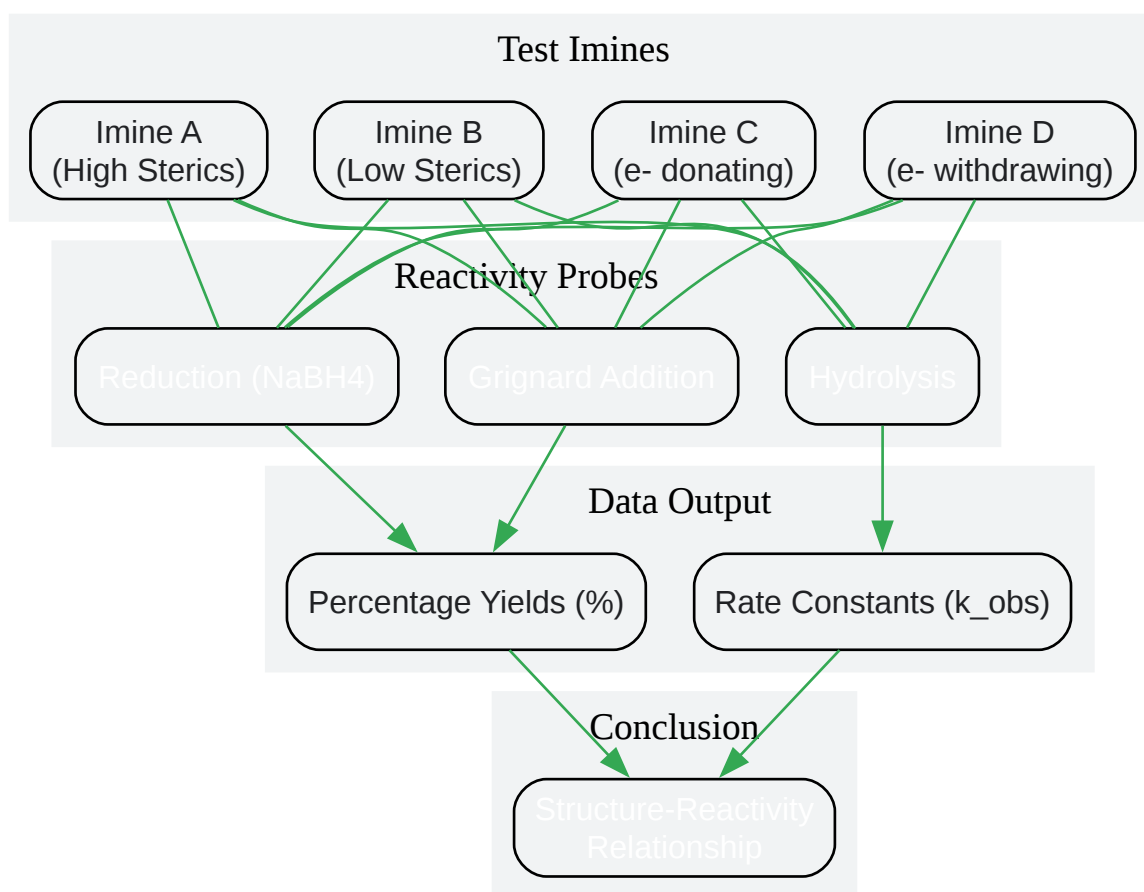 Test Imines
Imine A
(High Sterics)
Imine B
(Low Sterics)
Imine C
(e- donating)
Imine D
(e- withdrawing)
Reactivity Probes
Reduction (NaBH4)
Grignard Addition
Hydrolysis
Data Output
Percentage Yields (%)
Rate Constants (k_obs)
Conclusion
Structure-Reactivity
Relationship